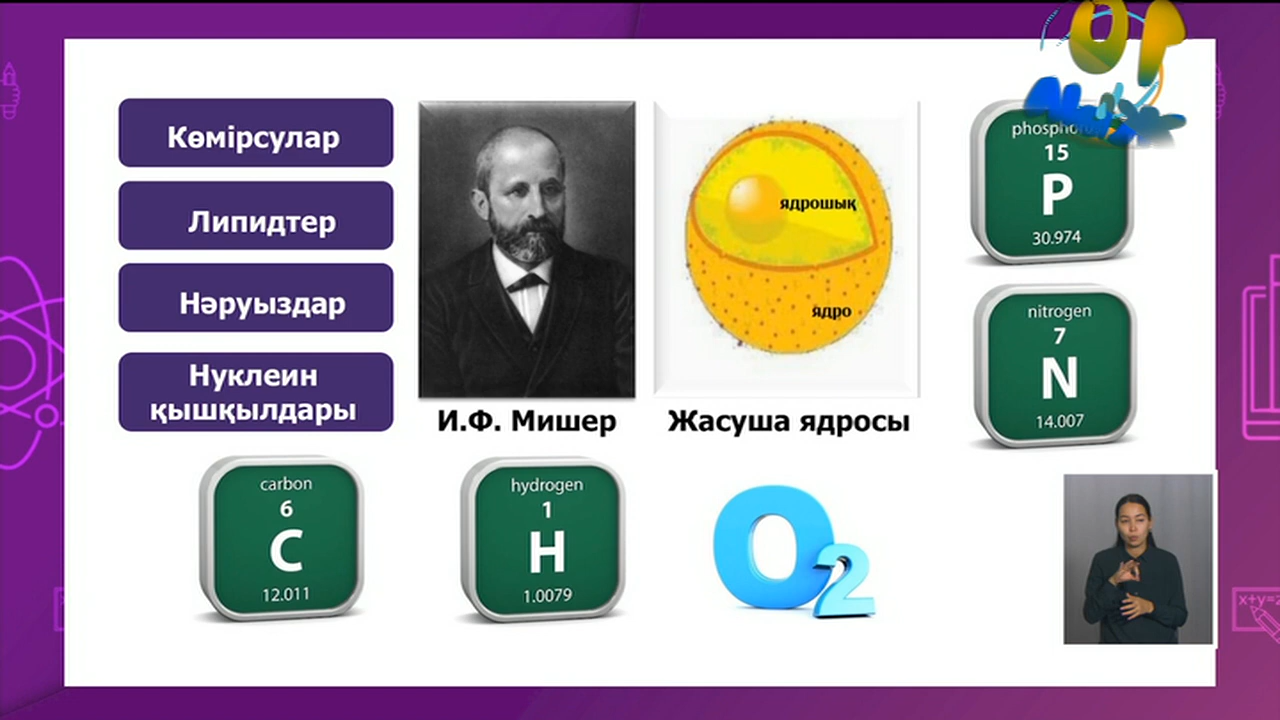 Көмірсулар
Липидтер
Нәруыздар
Нуклеин
қышқылдары
И.Ф. Мишер
ядрошық
ядро
Жасуша ядросы
15
P
30.974
nitrogen
7
N
14.007
carbon
6
C
12.011
hydrogen
1
H
1.0079
O2